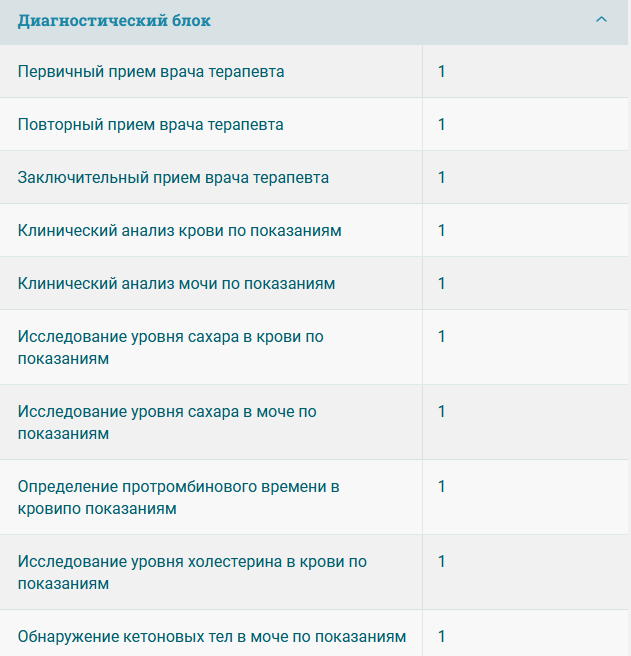 Диагностический блок
Первичный прием врача терапевта 1
Повторный прием врача терапевта 1
Заключительный прием врача терапевта 1
Клинический анализ крови по показаниям 1
Клинический анализ мочи по показаниям 1
Исследование уровня сахара в крови по 1
показаниям
Исследование уровня сахара в моче по 1
показаниям
Определение протромбинового времени в 1
кровипо показаниям
Исследование уровня холестерина в крови по 1
показаниям
Обнаружение кетоновых тел в моче по показаниям 1